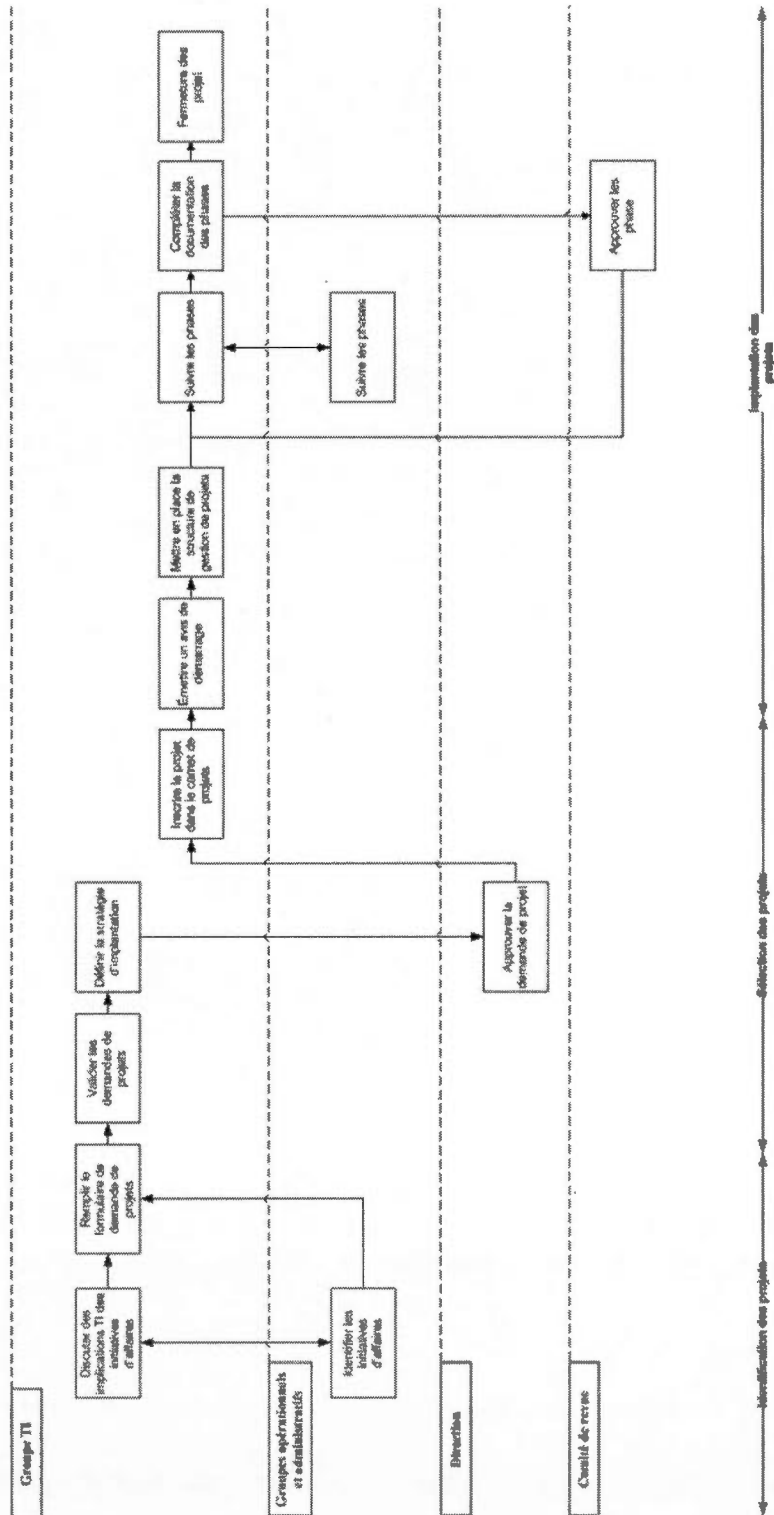 Groupe TI
Discuter des
implications TI des
initiatives
d'affaires
Remplir le
formulaire de
demande de
projets
Valider les
demandes de
projets
Définir la stratégie
d'implantation
Inscrire le projet
dans le carnet de
projets
Émettre un avis de
démarrage
Mettre en place la
structure de
gestion de projets
Suivre les phases
Compléter la
documentation
des phases
Fermeture des
projet
Groupes opérationnels
et administratifs
Identifier les
initiatives
d'affaires
Suivre les phases
Direction
Approuver la
demande de projet
Comité de revue
Approuver les
phase
Identification des projets
Sélection des projets
Implantation des
projets